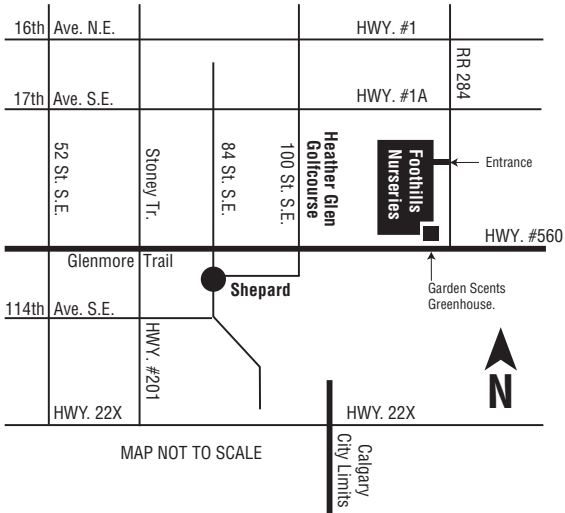 16th Ave. N.E.
HWY. #1
RR 284
17th Ave. S.E.
HWY. #1A
52 St. S.E.
Stoney Tr.
84 St. S.E.
100 St. S.E.
Heather Glen
Golfcourse
Foothills
Nurseries
Entrance
HWY. #560
Glenmore Trail
Shepard
Garden Scents
Greenhouse.
114th Ave. S.E.
HWY. #201
N
HWY. 22X
HWY. 22X
MAP NOT TO SCALE
Calgary
City Limits